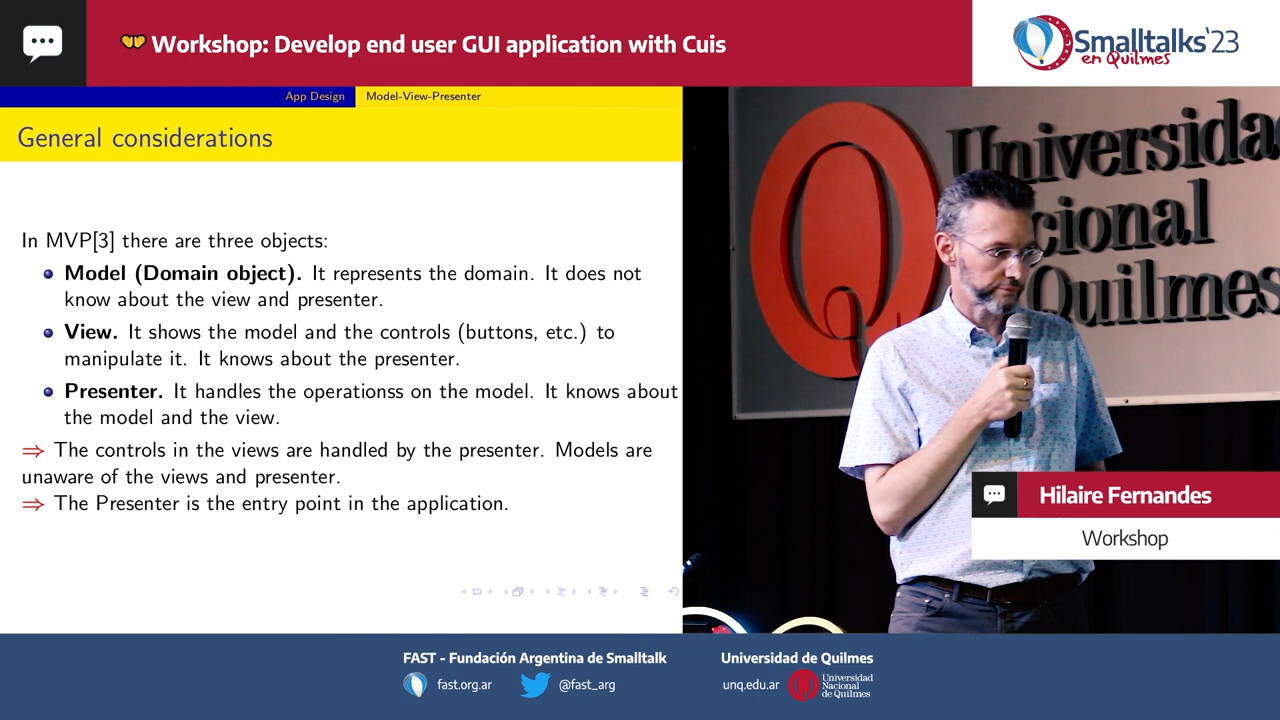 Workshop: Develop end user GUI application with Cuis
Smalltalks'23
en Quilmes
App Design
Model-View-Presenter
General considerations
In MVP[3] there are three objects:
Model (Domain object). It represents the domain. It does not
know about the view and presenter.
View. It shows the model and the controls (buttons, etc.) to
manipulate it. It knows about the presenter.
Presenter. It handles the operationss on the model. It knows about
the model and the view.
⇒ The controls in the views are handled by the presenter. Models are
unaware of the views and presenter.
⇒ The Presenter is the entry point in the application.
Q
Universida
cional
Quilmes
Hilaire Fernandes
Workshop
FAST - Fundación Argentina de Smalltalk
fast.org.ar
@fast_arg
Universidad de Quilmes
unq.edu.ar
Universidad
Nacional
de Quilmes